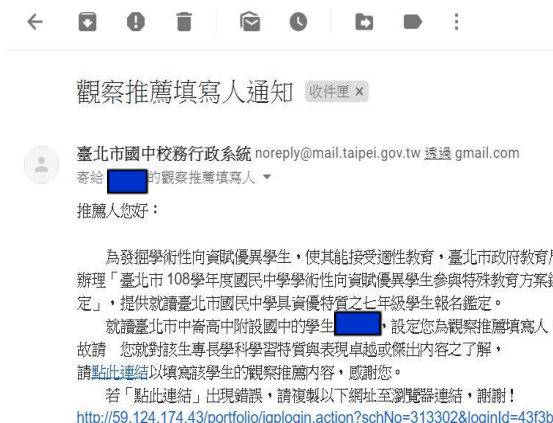 觀察推薦填寫人通知 收件匣 x
臺北市國中校務行政系統 noreply@mail.taipei.gov.tw 透過 gmail.com
寄給 的觀察推薦填寫人
推薦人您好：
為發掘學術性向資賦優異學生，使其能接受適性教育，臺北市政府教育局
辦理「臺北市 108學年度國民中學學術性向資賦優異學生參與特殊教育方案鑑
定」，提供就讀臺北市國民中學具資優特質之七年級學生報名鑑定。
就讀臺北市中崙高中附設國中的學生 ，設定您為觀察推薦填寫人
故請 您就對該生專長學科學習特質與表現卓越或傑出內容之了解，
請點此連結以填寫該學生的觀察推薦內容，感謝您。
若「點此連結」出現錯誤，請複製以下網址至瀏覽器連結，謝謝！
http://59.124.174.43/portfolio/igplogin.action?schNo=313302&loginId=43f3b